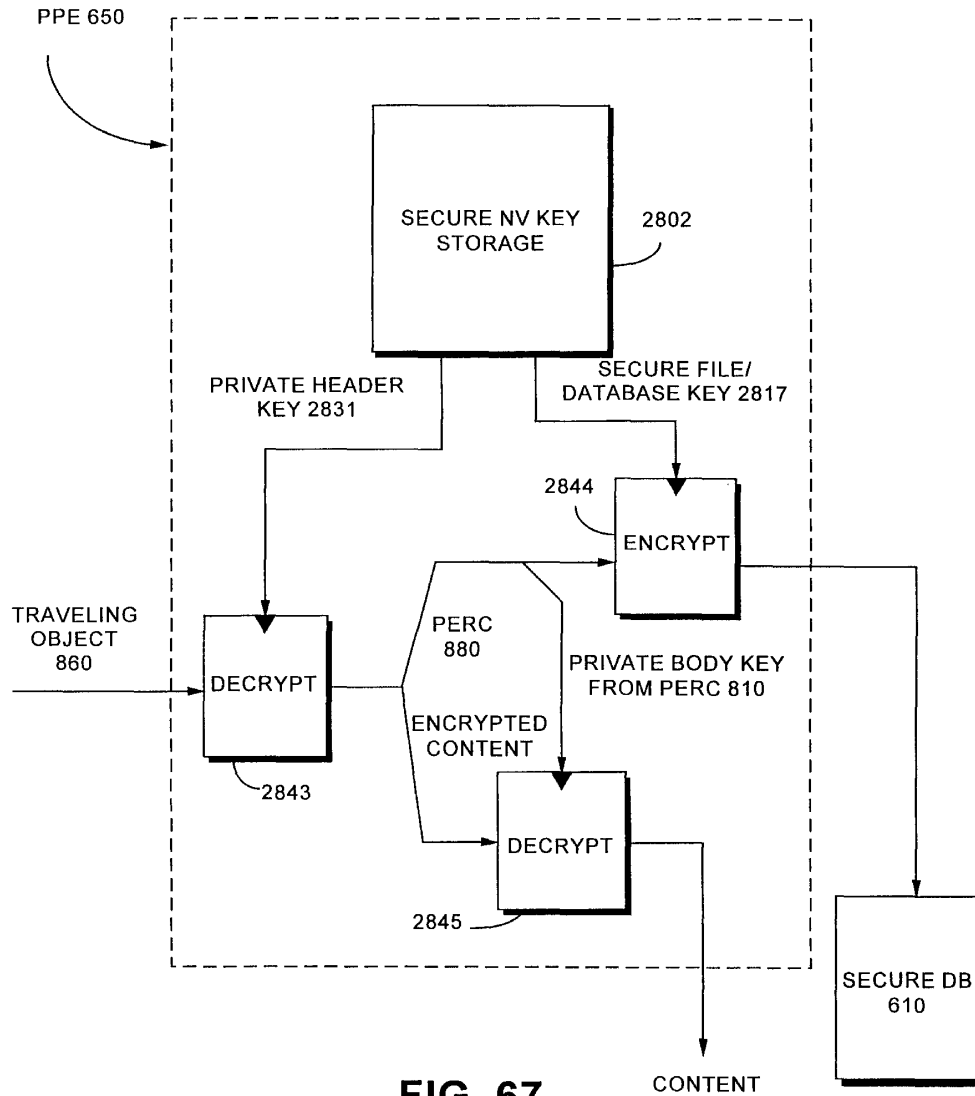 PPE 650
SECURE NV KEY
STORAGE
2802
PRIVATE HEADER
KEY 2831
SECURE FILE/
DATABASE KEY 2817
2844
ENCRYPT
TRAVELING
OBJECT
860
DECRYPT
2843
PERC
880
PRIVATE BODY KEY
FROM PERC 810
ENCRYPTED
CONTENT
DECRYPT
2845
SECURE DB
610
CONTENT
FIG. 67